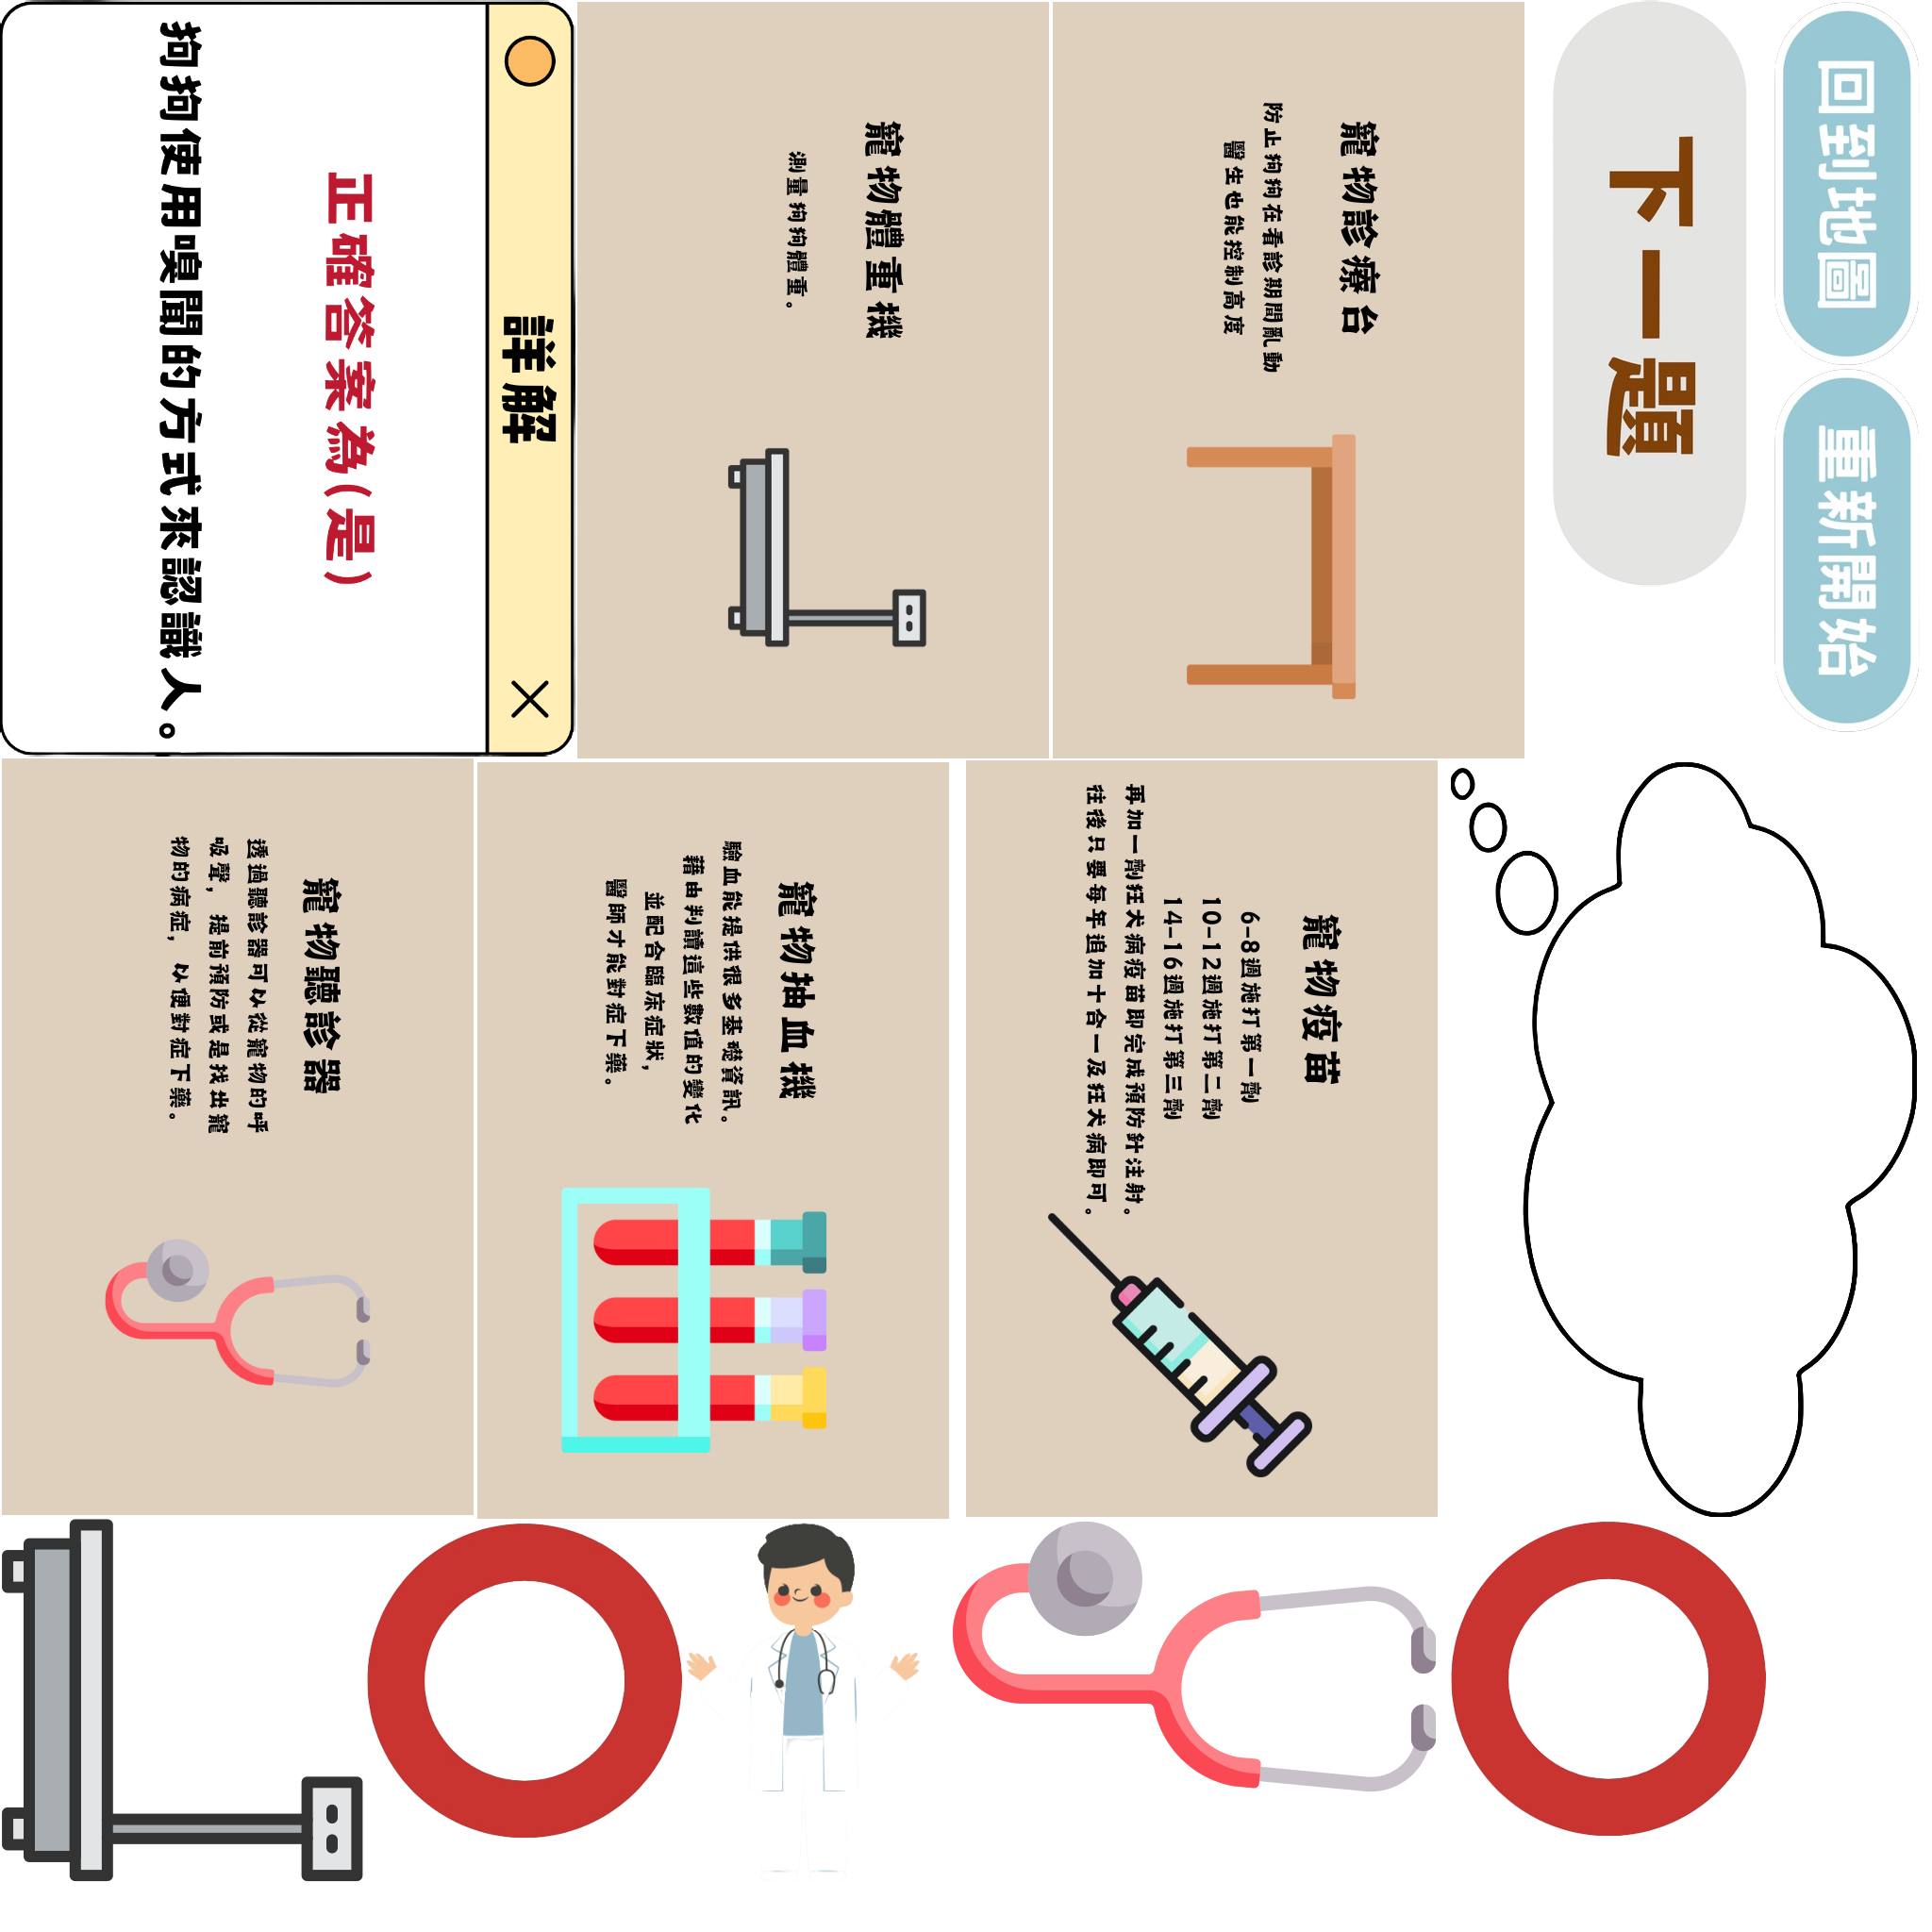 詳解
正確答案為(是)
狗狗使用嗅聞的方式來認識人。
寵物體重機
測量狗狗體重。
寵物診療台
防止狗狗在看診期間亂動
醫生也能控制高度
下一題
回到地圖
重新開始
寵物聽診器
透過聽診器可以從寵物的呼
吸聲，提前預防或是找出寵
物的病症，以便對症下藥。
寵物抽血機
驗血能提供很多基礎資訊。
藉由判讀這些數值的變化
並配合臨床症狀，
醫師才能對症下藥。
寵物疫苗
6-8週施打第一劑
10-12週施打第二劑
14-16週施打第三劑
再加一劑狂犬病疫苗即完成預防針注射。
往後只要每年追加十合一及狂犬病即可。